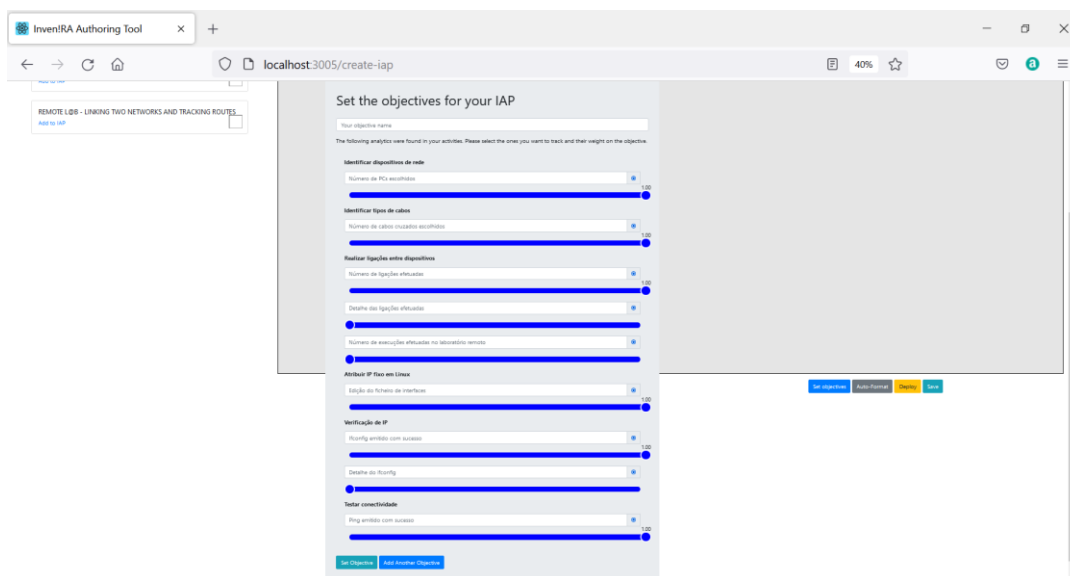 Inven!RA Authoring Tool
localhost:3005/create-iap
40%
Add to IAP
REMOTE L@B - LINKING TWO NETWORKS AND TRACKING ROUTES
Add to IAP
Set the objectives for your IAP
Your objective name
The following analytics were found in your activities. Please select the ones you want to track and their weight on the objective.
Identificar dispositivos de rede
Número de PCs escolhidos
1.00
Identificar tipos de cabos
Número de cabos cruzados escolhidos
1.00
Realizar ligações entre dispositivos
Número de ligações efetuadas
1.00
Detalhe das ligações efetuadas
Número de execuções efetuadas no laboratório remoto
Atribuir IP fixo em Linux
Edição do ficheiro de interfaces
1.00
Verificação de IP
ifconfig emitido com sucesso
1.00
Detalhe do ifconfig
Testar conectividade
Ping emitido com sucesso
1.00
Set Objective Add Another Objective
Set objectives Auto-Format Deploy Save